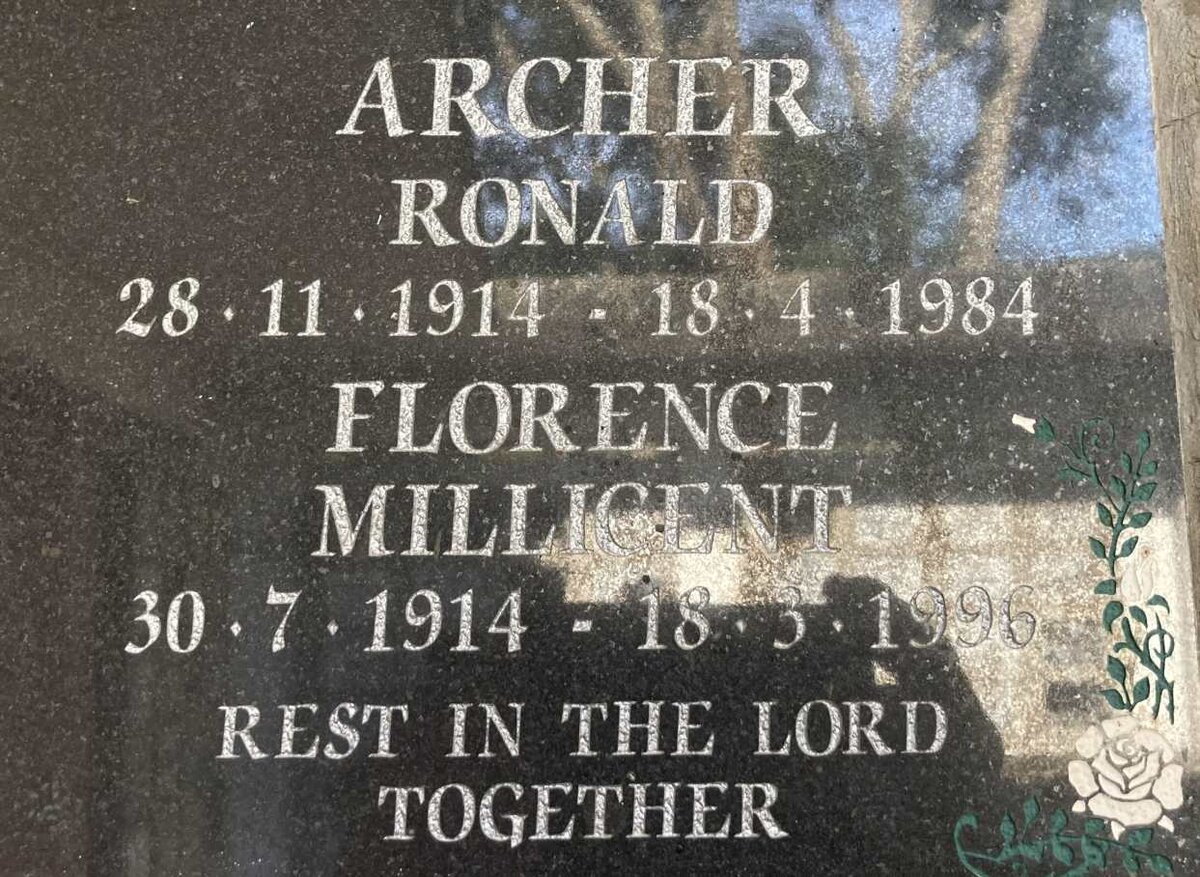 ARCHER
RONALD
28 · 11 · 1914 - 18 · 4 · 1984
FLORENCE
MILLICENT
30 · 7 · 1914 - 18 · 3 · 1996
REST IN THE LORD
TOGETHER